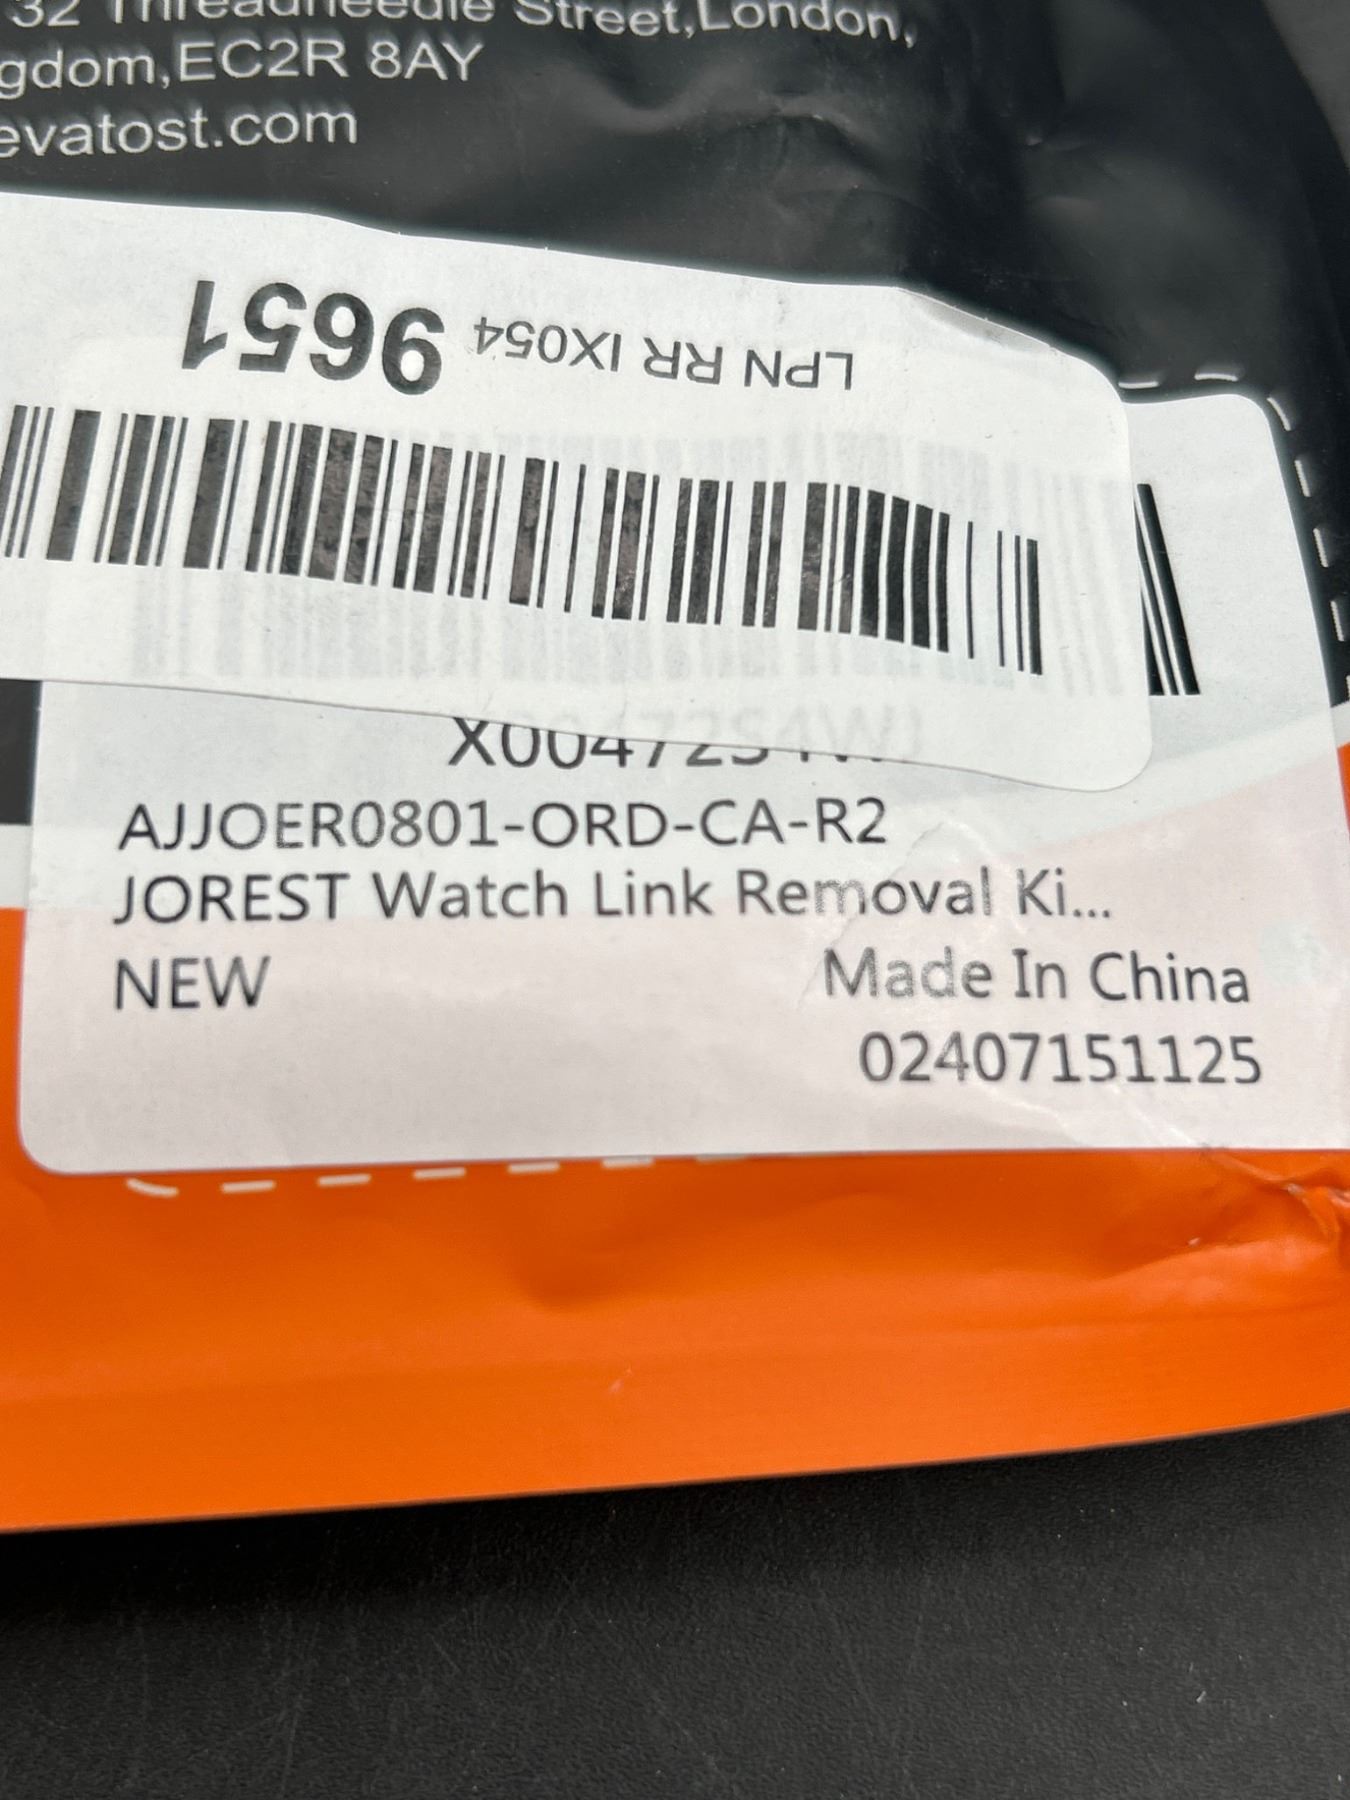 32 Threadneedle Street,London,
gdom,EC2R 8AY
evatost.com
LPN RR IX054 9651
X00472S4WJ
AJJOER0801-ORD-CA-R2
JOREST Watch Link Removal Ki...
NEW
Made In China
02407151125